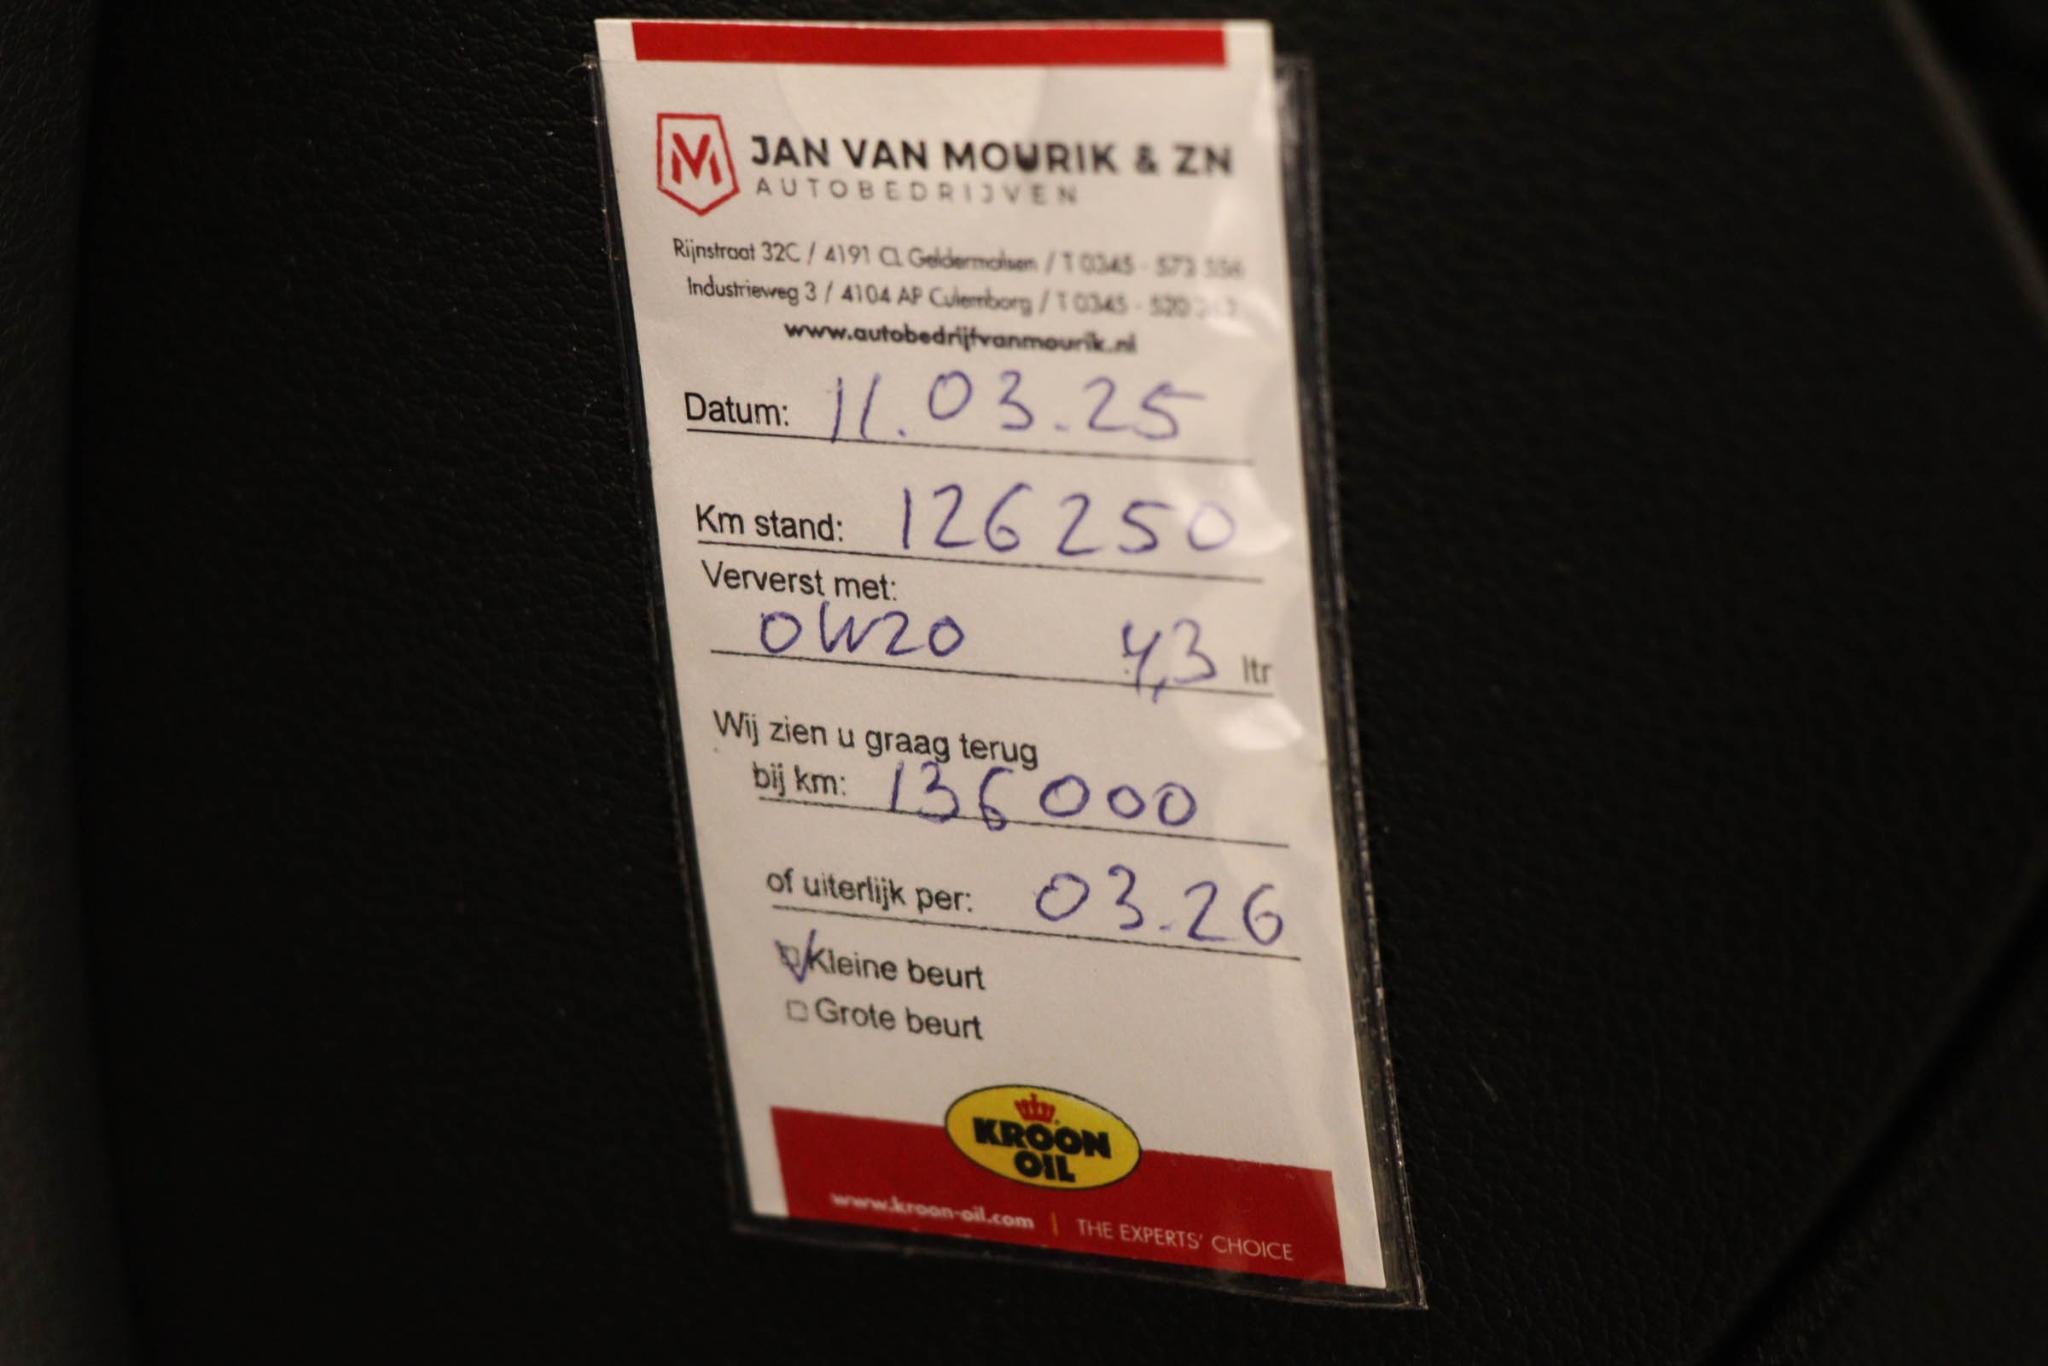 JAN VAN MOURIK & ZN
AUTOBEDRIJVEN
Rijnstraat 32C / 4191 CL Geldermalsen / T 0345 - 573
Industrieweg 3 / 4104 AP Culemborg / T 0345 - 520
www.autobedrijfvanmourik.nl
Datum: 11.03.25
Km stand: 126250
Ververst met:
0W20 4,3 ltr
Wij zien u graag terug
bij km: 136000
of uiterlijk per: 03.26
Kleine beurt
Grote beurt
KROON
OIL
www.kroon-oil.com | THE EXPERTS' CHOICE